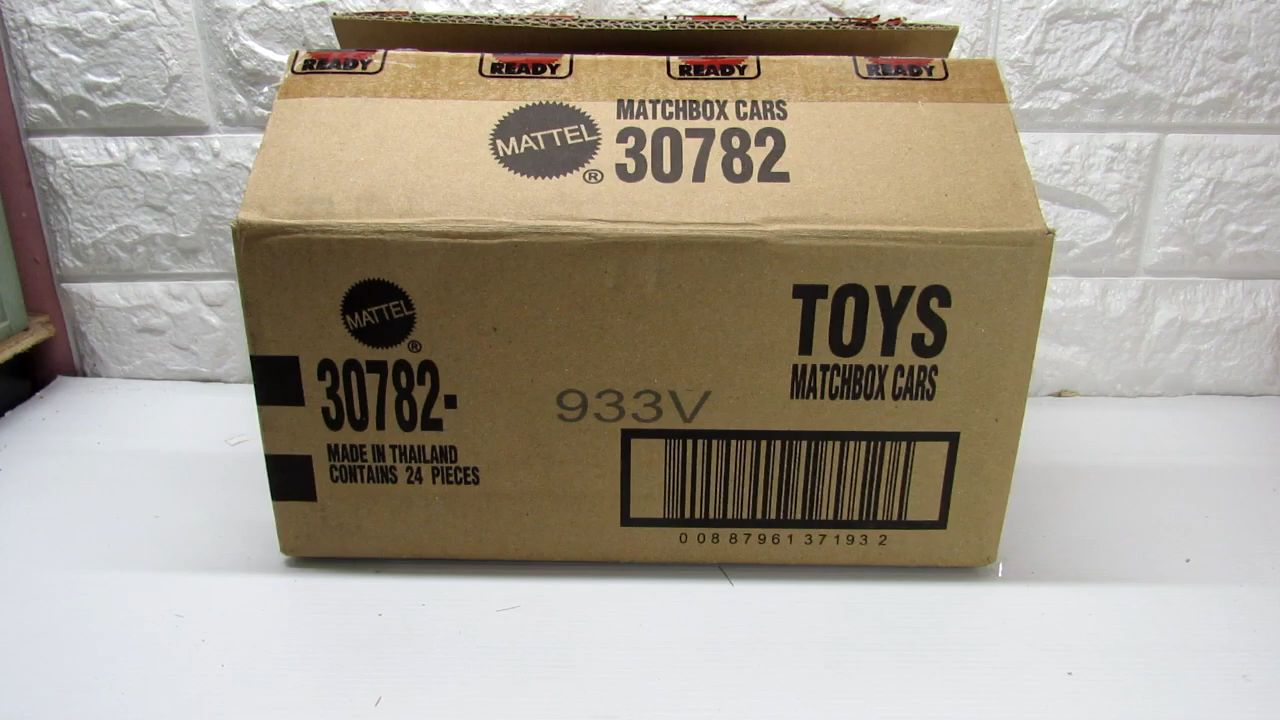 READY READY READY READY
MATTEL
®
MATCHBOX CARS
30782
MATTEL
®
30782-
MADE IN THAILAND
CONTAINS 24 PIECES
933V
TOYS
MATCHBOX CARS
0 08 87961 37193 2